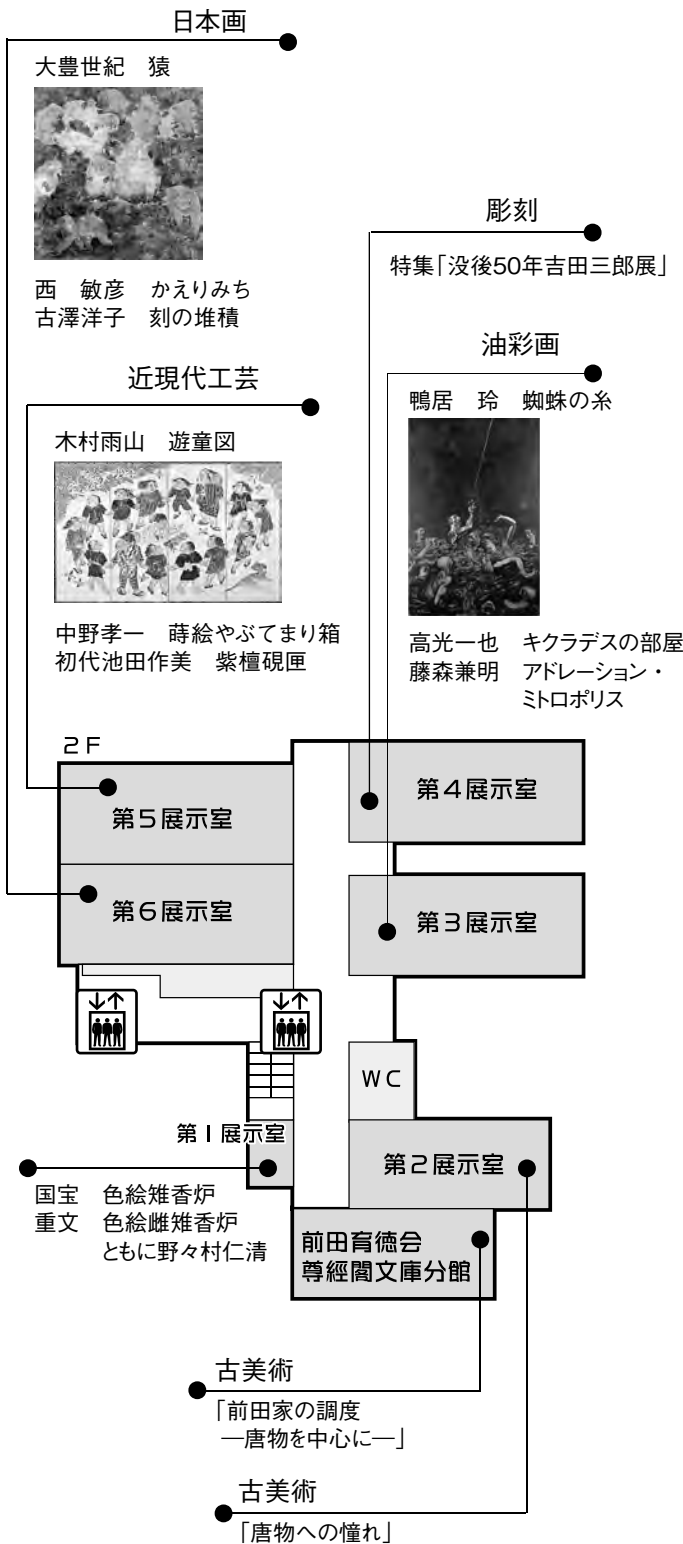 日本画
大豊世紀　猿
西　敏彦　かえりみち
古澤洋子　刻の堆積
彫刻
特集「没後50年吉田三郎展」
油彩画
鴨居　玲　蜘蛛の糸
高光一也　キクラデスの部屋
藤森兼明　アドレーション・
ミトロポリス
近現代工芸
木村雨山　遊童図
中野孝一　蒔絵やぶてまり箱
初代池田作美　紫檀硯匣
2F
第5展示室
第4展示室
第6展示室
第3展示室
WC
第1展示室
国宝　色絵雉香炉
重文　色絵雌雉香炉
ともに野々村仁清
第2展示室
前田育徳会
尊經閣文庫分館
古美術
「前田家の調度
―唐物を中心に―」
古美術
「唐物への憧れ」